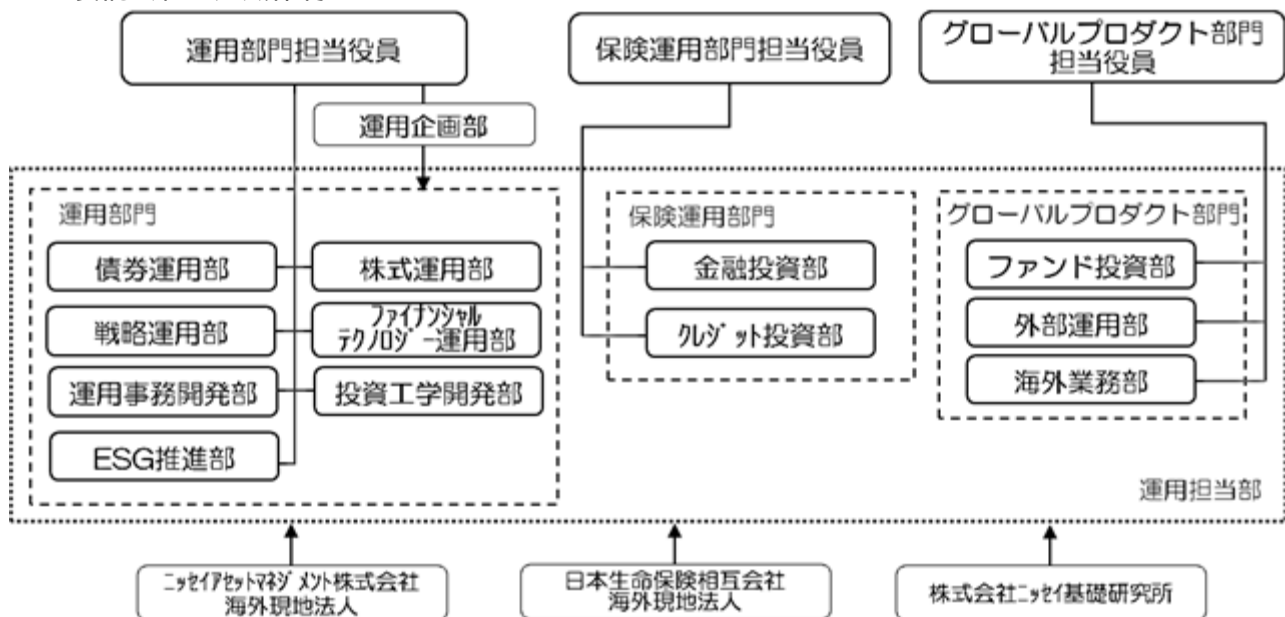 運用部門担当役員
保険運用部門担当役員
グローバルプロダクト部門
担当役員
運用企画部
運用部門
債券運用部
株式運用部
戦略運用部
ファイナンシャル
テクノロジー運用部
運用事務開発部
投資工学開発部
ESG推進部
保険運用部門
金融投資部
クレジット投資部
グローバルプロダクト部門
ファンド投資部
外部運用部
海外業務部
運用担当部
ニッセイアセットマネジメント株式会社
海外現地法人
日本生命保険相互会社
海外現地法人
株式会社ニッセイ基礎研究所